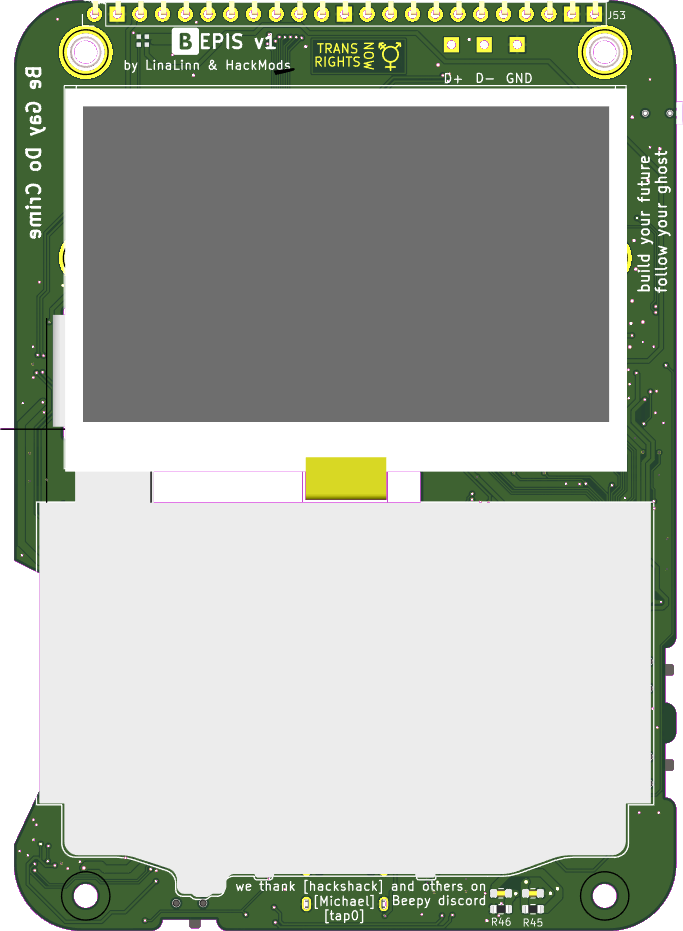 J53
BEPIS v1
by LinaLinn & HackMods
TRANS
RIGHTS
NOW
D+ D- GND
Be Gay Do Crime
build your future
follow your ghost
we thank [hackshack] and others on
[Michael] Beepy discord
[tap0]
R46 R45